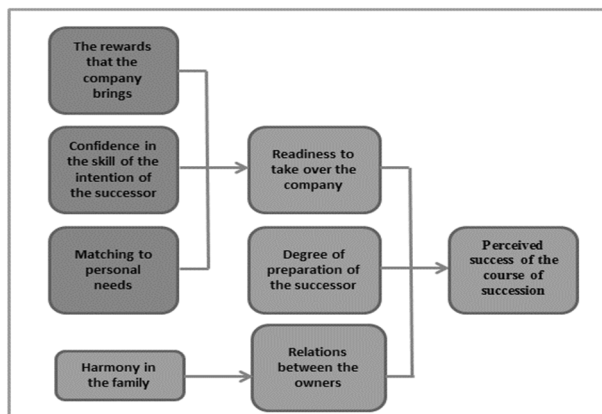 The rewards
that the
company
brings
Confidence in
the skill of the
intention of
the successor
Matching to
personal
needs
Harmony in
the family
Readiness to
take over the
company
Degree of
preparation of
the successor
Relations
between the
owners
Perceived
success of the
course of
succession